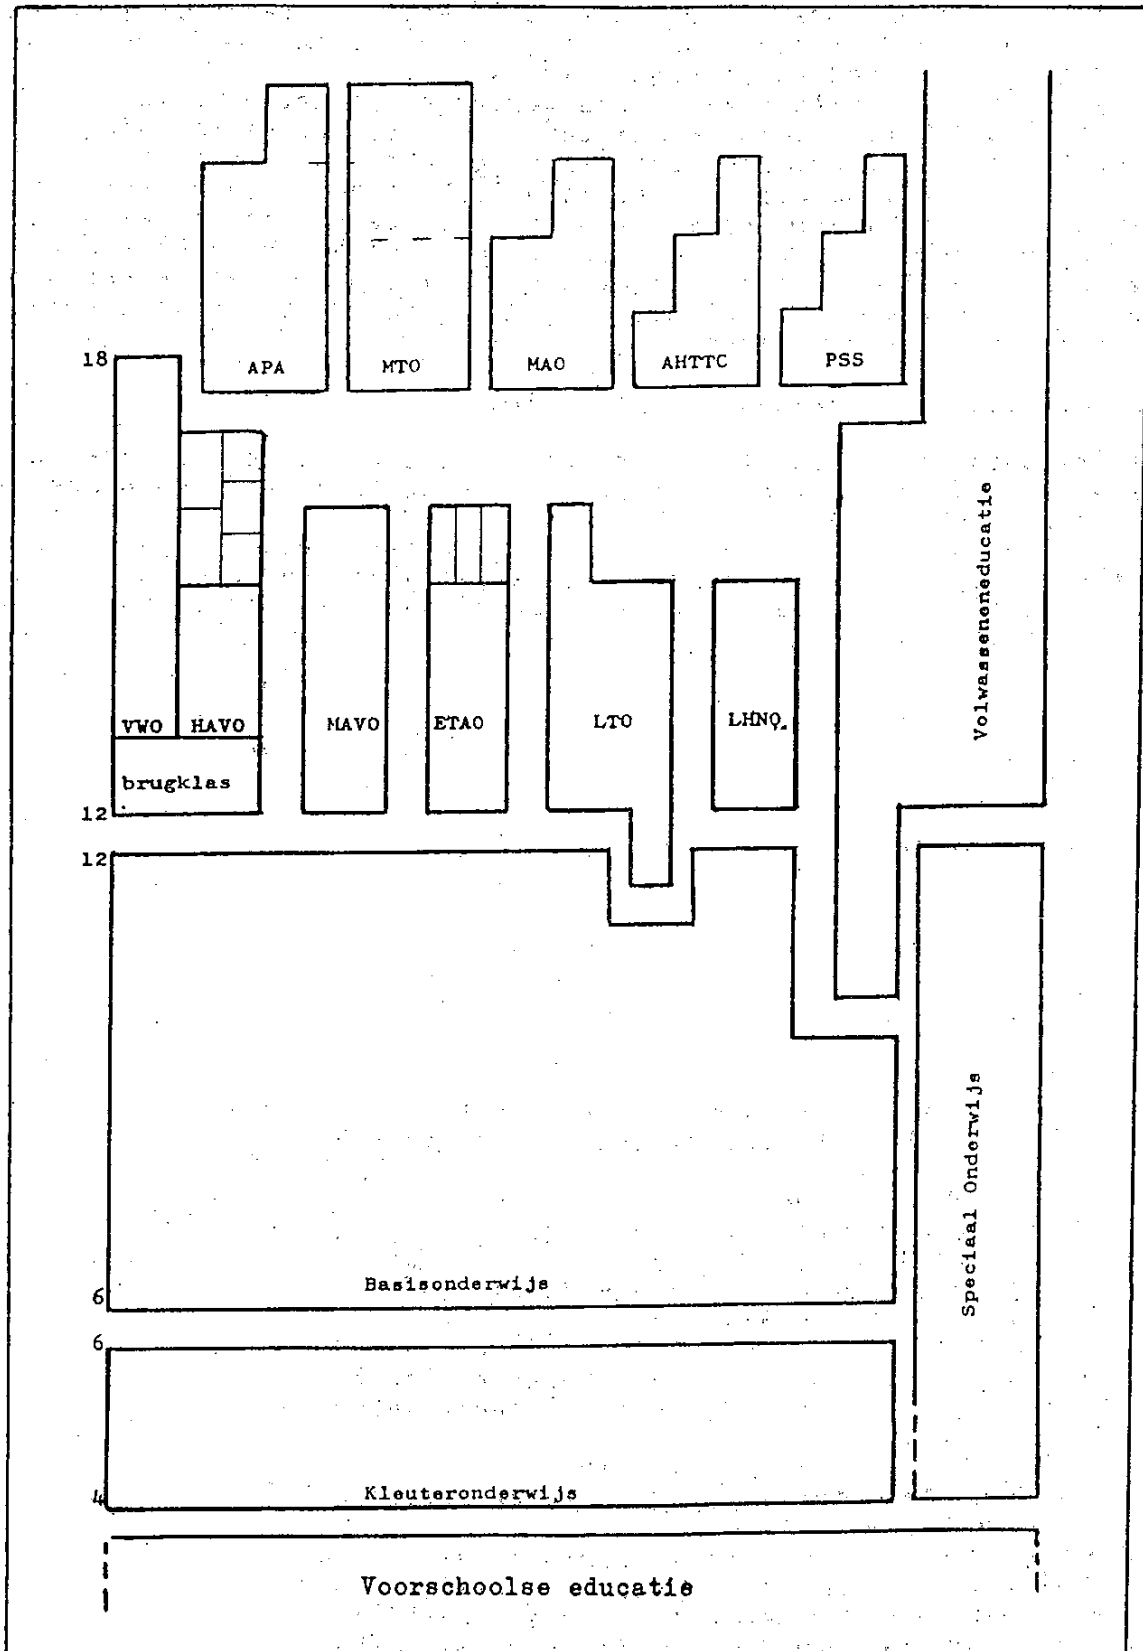 APA
MTO
MAO
AHTTC
PSS
18
Volwasseneneducatie
VWO
HAVO
MAVO
ETAO
LTO
LHNO.
brugklas
12
12
Speciaal Onderwijs
Basisonderwijs
6
6
Kleuteronderwijs
4
Voorschoolse educatie